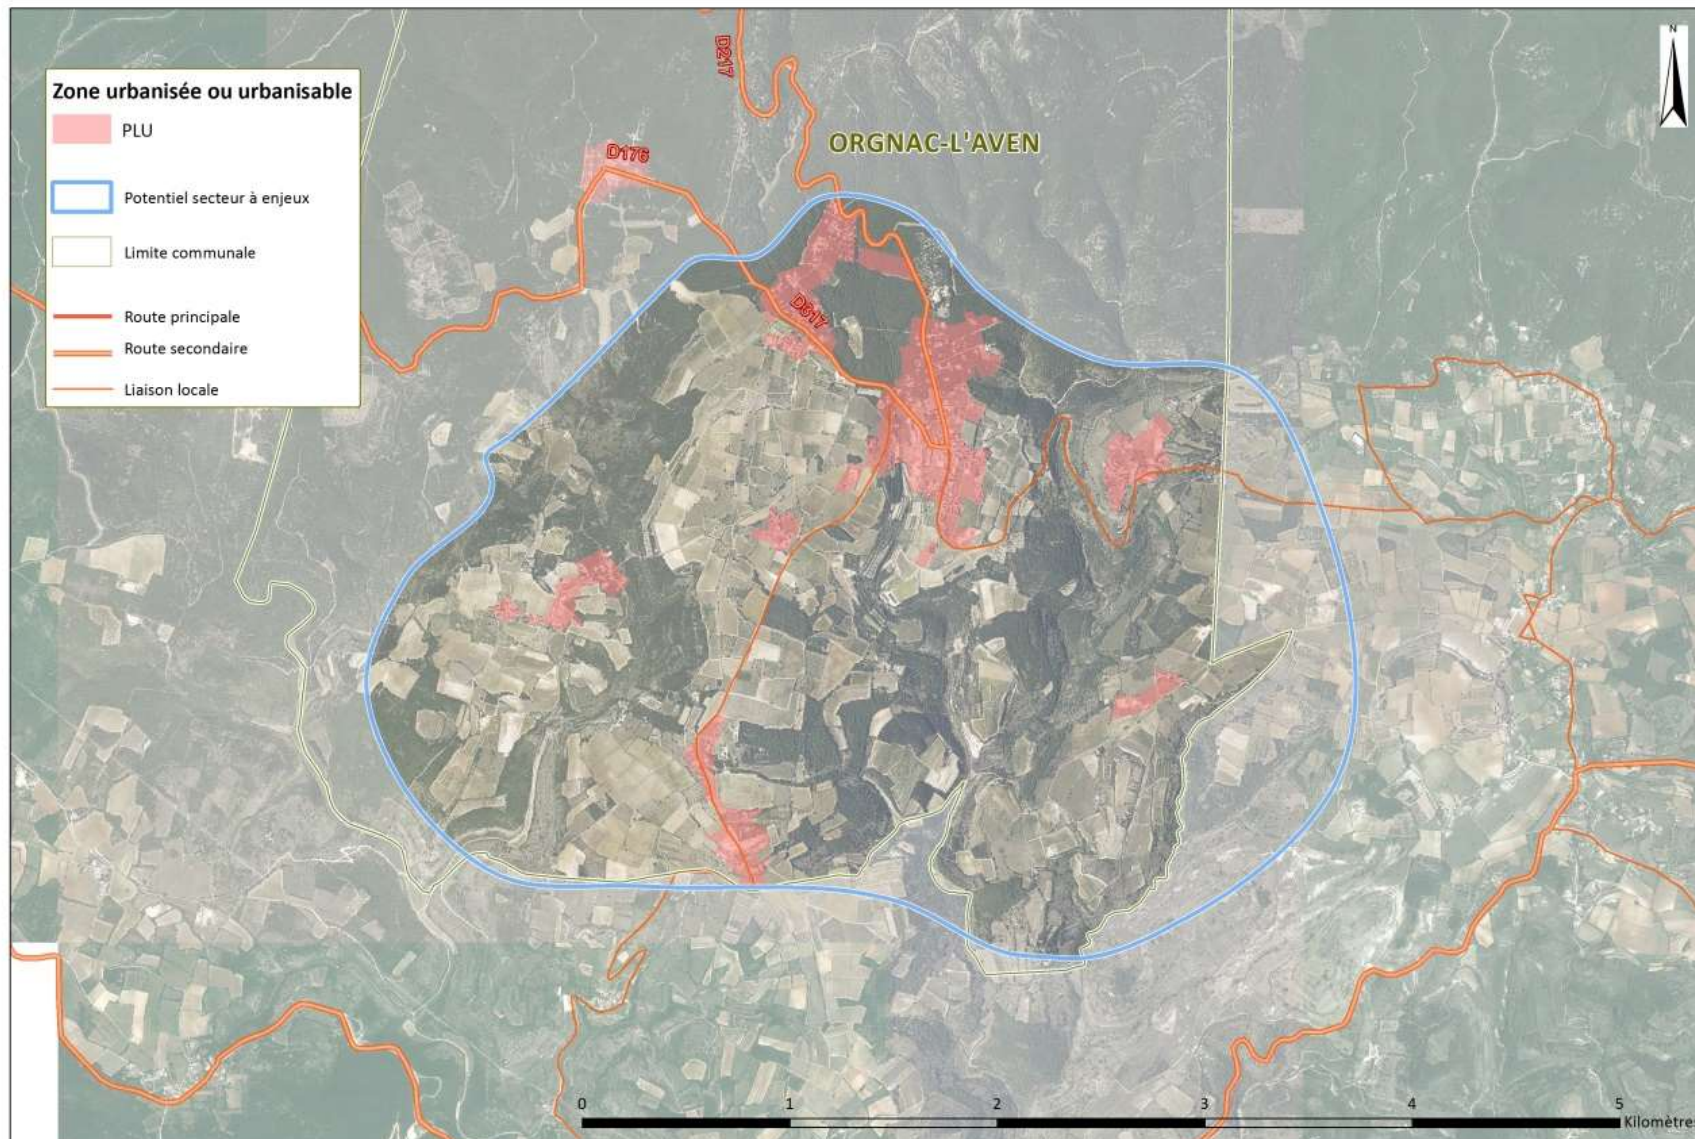 N
Zone urbanisée ou urbanisable
PLU
Potentiel secteur à enjeux
Limite communale
Route principale
Route secondaire
Liaison locale
D217
ORGNAC-L'AVEN
D176
D317
0 1 2 3 4 5
Kilomètre